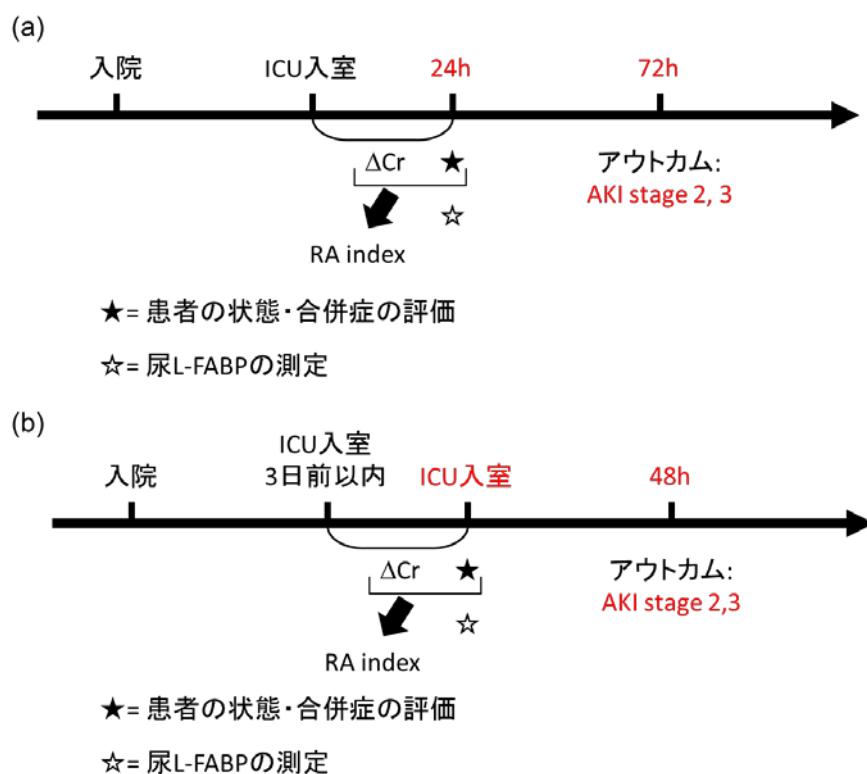 (a)
入院 ICU入室 24h 72h
ΔCr ★ アウトカム:
☆ AKI stage 2, 3
RA index
★= 患者の状態・合併症の評価
☆= 尿L-FABPの測定
(b)
ICU入室
入院 3日前以内 ICU入室 48h
ΔCr ★ アウトカム:
☆ AKI stage 2,3
RA index
★= 患者の状態・合併症の評価
☆= 尿L-FABPの測定